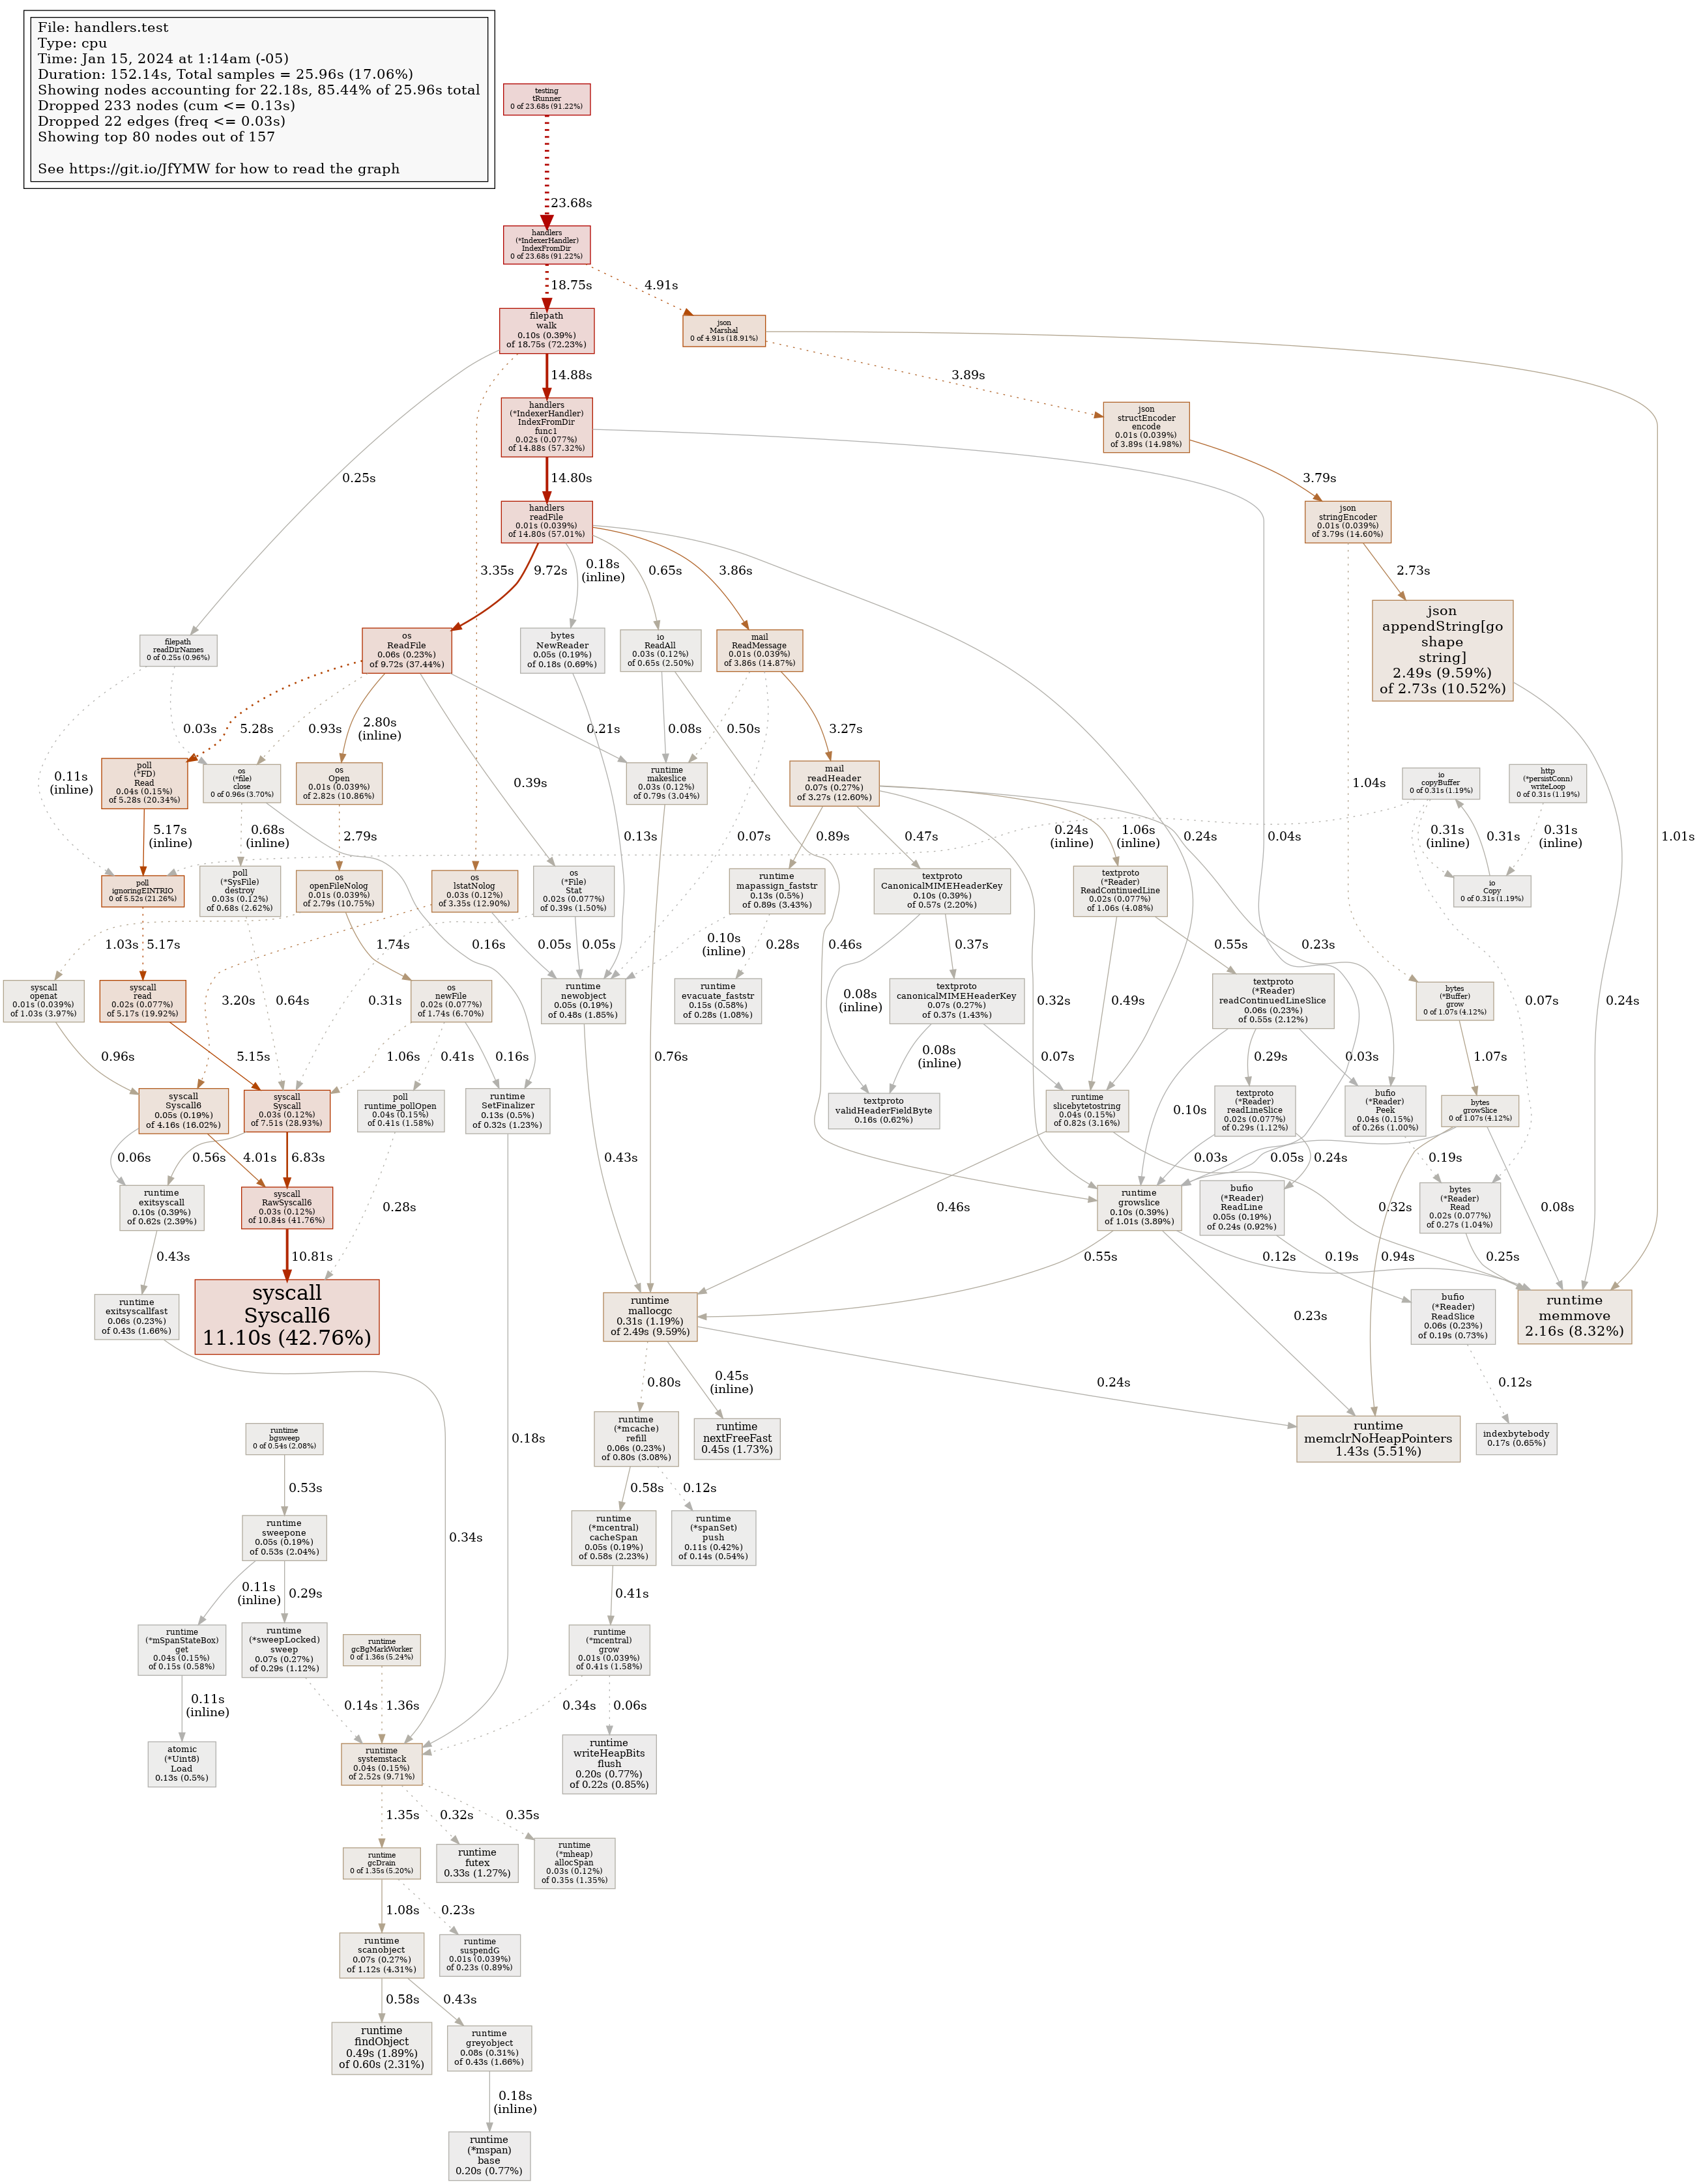 File: handlers.test
Type: cpu
Time: Jan 15, 2024 at 1:14am (-05)
Duration: 152.14s, Total samples = 25.96s (17.06%)
Showing nodes accounting for 22.18s, 85.44% of 25.96s total
Dropped 233 nodes (cum <= 0.13s)
Dropped 22 edges (freq <= 0.03s)
Showing top 80 nodes out of 157
See https://git.io/JfYMW for how to read the graph
testing
tRunner
0 of 23.68s (91.22%)
23.68s
handlers
(*IndexerHandler)
IndexFromDir
0 of 23.68s (91.22%)
18.75s
4.91s
filepath
walk
0.10s (0.39%)
of 18.75s (72.23%)
json
Marshal
0 of 4.91s (18.91%)
14.88s
3.89s
handlers
(*IndexerHandler)
IndexFromDir
func1
0.02s (0.077%)
of 14.88s (57.32%)
json
structEncoder
encode
0.01s (0.039%)
of 3.89s (14.98%)
0.25s
14.80s
3.79s
handlers
readFile
0.01s (0.039%)
of 14.80s (57.01%)
json
stringEncoder
0.01s (0.039%)
of 3.79s (14.60%)
3.35s
9.72s
0.18s
(inline)
0.65s
3.86s
2.73s
filepath
readDirNames
0 of 0.25s (0.96%)
os
ReadFile
0.06s (0.23%)
of 9.72s (37.44%)
bytes
NewReader
0.05s (0.19%)
of 0.18s (0.69%)
io
ReadAll
0.03s (0.12%)
of 0.65s (2.50%)
mail
ReadMessage
0.01s (0.039%)
of 3.86s (14.87%)
json
appendString[go
shape
string]
2.49s (9.59%)
of 2.73s (10.52%)
0.11s
(inline)
0.03s
5.28s
0.93s
2.80s
(inline)
0.39s
0.21s
0.08s
0.50s
3.27s
poll
(*FD)
Read
0.04s (0.15%)
of 5.28s (20.34%)
os
(*file)
close
0 of 0.96s (3.70%)
os
Open
0.01s (0.039%)
of 2.82s (10.86%)
runtime
makeslice
0.03s (0.12%)
of 0.79s (3.04%)
mail
readHeader
0.07s (0.27%)
of 3.27s (12.60%)
1.04s
io
copyBuffer
0 of 0.31s (1.19%)
http
(*persistConn)
writeLoop
0 of 0.31s (1.19%)
5.17s
(inline)
0.68s
(inline)
2.79s
0.13s
0.07s
0.89s
0.47s
0.24s
(inline)
1.06s
(inline)
0.24s
0.04s
0.31s
(inline)
0.31s
0.31s
(inline)
1.01s
poll
ignoringEINTRIO
0 of 5.52s (21.26%)
poll
(*SysFile)
destroy
0.03s (0.12%)
of 0.68s (2.62%)
os
openFileNolog
0.01s (0.039%)
of 2.79s (10.75%)
os
lstatNolog
0.03s (0.12%)
of 3.35s (12.90%)
os
(*File)
Stat
0.02s (0.077%)
of 0.39s (1.50%)
runtime
mapassign_faststr
0.13s (0.5%)
of 0.89s (3.43%)
textproto
CanonicalMIMEHeaderKey
0.10s (0.39%)
of 0.57s (2.20%)
textproto
(*Reader)
ReadContinuedLine
0.02s (0.077%)
of 1.06s (4.08%)
io
Copy
0 of 0.31s (1.19%)
1.03s
5.17s
1.74s
0.16s
0.05s
0.05s
0.10s
(inline)
0.28s
0.46s
0.37s
0.55s
0.23s
syscall
openat
0.01s (0.039%)
of 1.03s (3.97%)
syscall
read
0.02s (0.077%)
of 5.17s (19.92%)
3.20s
0.64s
0.31s
os
newFile
0.02s (0.077%)
of 1.74s (6.70%)
runtime
newobject
0.05s (0.19%)
of 0.48s (1.85%)
runtime
evacuate_faststr
0.15s (0.58%)
of 0.28s (1.08%)
0.08s
(inline)
textproto
canonicalMIMEHeaderKey
0.07s (0.27%)
of 0.37s (1.43%)
0.32s
0.49s
textproto
(*Reader)
readContinuedLineSlice
0.06s (0.23%)
of 0.55s (2.12%)
bytes
(*Buffer)
grow
0 of 1.07s (4.12%)
0.07s
0.24s
0.96s
5.15s
1.06s
0.41s
0.16s
0.76s
0.08s
(inline)
0.07s
0.29s
0.03s
1.07s
syscall
Syscall6
0.05s (0.19%)
of 4.16s (16.02%)
syscall
Syscall
0.03s (0.12%)
of 7.51s (28.93%)
poll
runtime_pollOpen
0.04s (0.15%)
of 0.41s (1.58%)
runtime
SetFinalizer
0.13s (0.5%)
of 0.32s (1.23%)
textproto
validHeaderFieldByte
0.16s (0.62%)
runtime
slicebytetostring
0.04s (0.15%)
of 0.82s (3.16%)
0.10s
textproto
(*Reader)
readLineSlice
0.02s (0.077%)
of 0.29s (1.12%)
bufio
(*Reader)
Peek
0.04s (0.15%)
of 0.26s (1.00%)
bytes
growSlice
0 of 1.07s (4.12%)
0.06s
4.01s
0.56s
6.83s
0.43s
0.03s
0.05s
0.24s
0.19s
runtime
exitsyscall
0.10s (0.39%)
of 0.62s (2.39%)
syscall
RawSyscall6
0.03s (0.12%)
of 10.84s (41.76%)
0.28s
0.46s
runtime
growslice
0.10s (0.39%)
of 1.01s (3.89%)
bufio
(*Reader)
ReadLine
0.05s (0.19%)
of 0.24s (0.92%)
0.32s
bytes
(*Reader)
Read
0.02s (0.077%)
of 0.27s (1.04%)
0.08s
0.43s
10.81s
0.55s
0.12s
0.19s
0.94s
0.25s
runtime
exitsyscallfast
0.06s (0.23%)
of 0.43s (1.66%)
syscall
Syscall6
11.10s (42.76%)
runtime
mallocgc
0.31s (1.19%)
of 2.49s (9.59%)
0.23s
bufio
(*Reader)
ReadSlice
0.06s (0.23%)
of 0.19s (0.73%)
runtime
memmove
2.16s (8.32%)
0.80s
0.45s
(inline)
0.24s
0.12s
runtime
bgsweep
0 of 0.54s (2.08%)
0.18s
runtime
(*mcache)
refill
0.06s (0.23%)
of 0.80s (3.08%)
runtime
nextFreeFast
0.45s (1.73%)
runtime
memclrNoHeapPointers
1.43s (5.51%)
indexbytebody
0.17s (0.65%)
0.53s
0.34s
0.58s
0.12s
runtime
sweepone
0.05s (0.19%)
of 0.53s (2.04%)
runtime
(*mcentral)
cacheSpan
0.05s (0.19%)
of 0.58s (2.23%)
runtime
(*spanSet)
push
0.11s (0.42%)
of 0.14s (0.54%)
0.11s
(inline)
0.29s
0.41s
runtime
(*mSpanStateBox)
get
0.04s (0.15%)
of 0.15s (0.58%)
runtime
(*sweepLocked)
sweep
0.07s (0.27%)
of 0.29s (1.12%)
runtime
gcBgMarkWorker
0 of 1.36s (5.24%)
runtime
(*mcentral)
grow
0.01s (0.039%)
of 0.41s (1.58%)
0.11s
(inline)
0.14s
1.36s
0.34s
0.06s
atomic
(*Uint8)
Load
0.13s (0.5%)
runtime
systemstack
0.04s (0.15%)
of 2.52s (9.71%)
runtime
writeHeapBits
flush
0.20s (0.77%)
of 0.22s (0.85%)
1.35s
0.32s
0.35s
runtime
gcDrain
0 of 1.35s (5.20%)
runtime
futex
0.33s (1.27%)
runtime
(*mheap)
allocSpan
0.03s (0.12%)
of 0.35s (1.35%)
1.08s
0.23s
runtime
scanobject
0.07s (0.27%)
of 1.12s (4.31%)
runtime
suspendG
0.01s (0.039%)
of 0.23s (0.89%)
0.58s
0.43s
runtime
findObject
0.49s (1.89%)
of 0.60s (2.31%)
runtime
greyobject
0.08s (0.31%)
of 0.43s (1.66%)
0.18s
(inline)
runtime
(*mspan)
base
0.20s (0.77%)